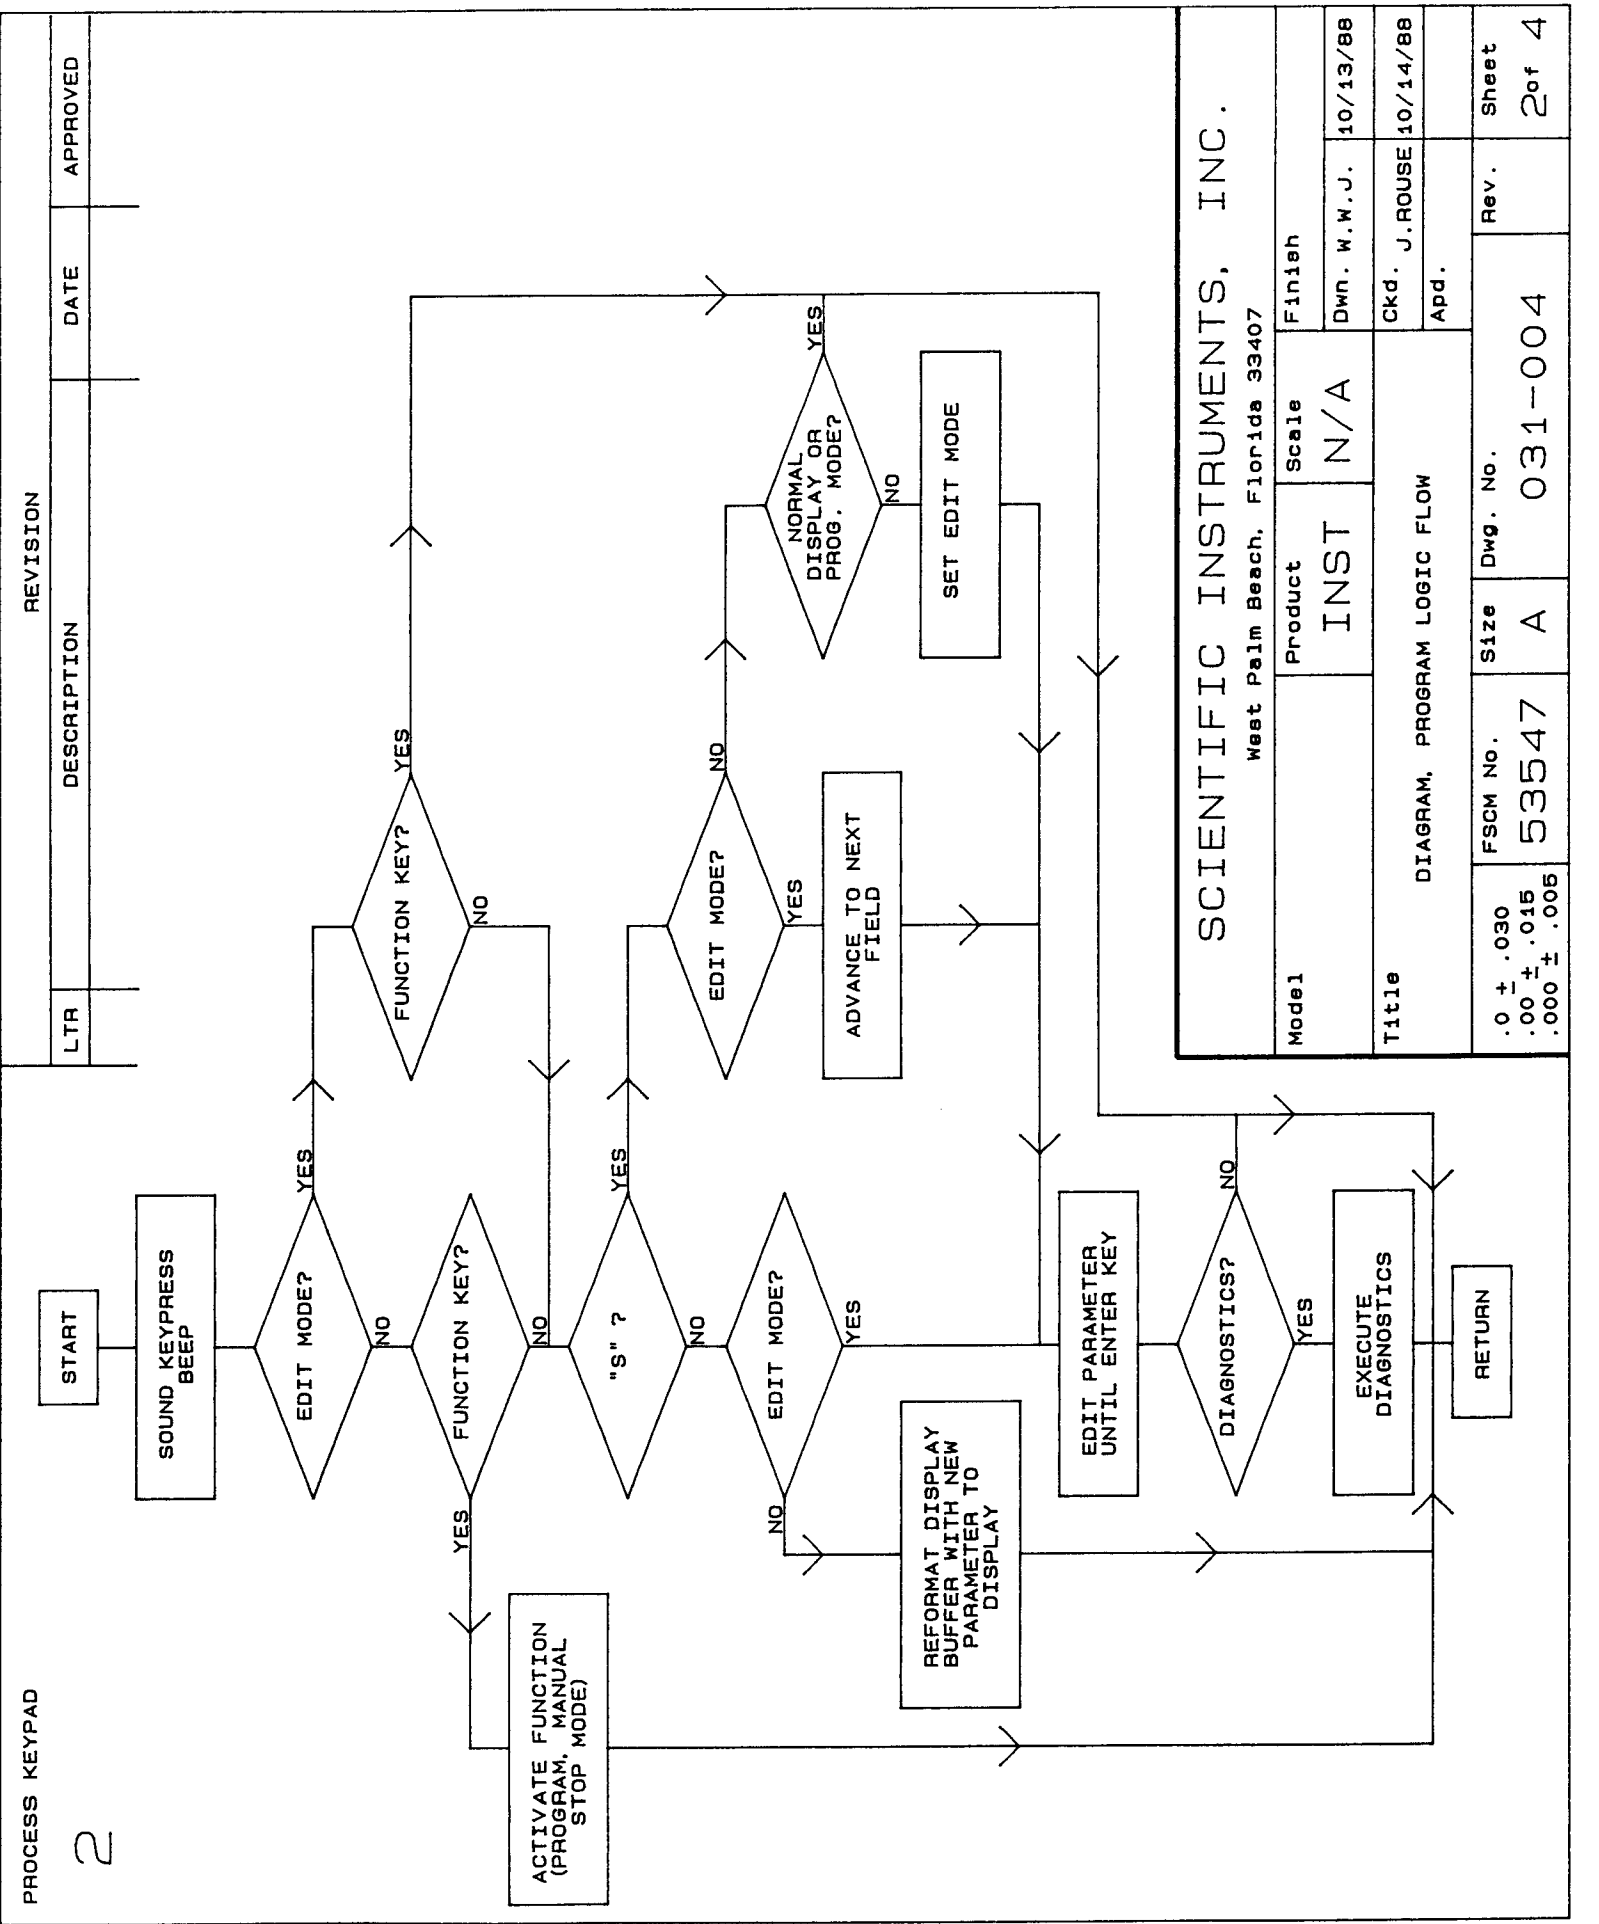 PROCESS KEYPAD
2
REVISION
LTR
DESCRIPTION
DATE
APPROVED
START
SOUND KEYPRESS
BEEP
EDIT MODE?
YES
NO
FUNCTION KEY?
YES
NO
FUNCTION KEY?
YES
NO
ACTIVATE FUNCTION
(PROGRAM, MANUAL
STOP MODE)
"S" ?
YES
NO
EDIT MODE?
NO
YES
NORMAL
DISPLAY OR
PROG. MODE?
YES
NO
SET EDIT MODE
ADVANCE TO NEXT
FIELD
EDIT MODE?
NO
YES
REFORMAT DISPLAY
BUFFER WITH NEW
PARAMETER TO
DISPLAY
EDIT PARAMETER
UNTIL ENTER KEY
DIAGNOSTICS?
NO
YES
EXECUTE
DIAGNOSTICS
RETURN
SCIENTIFIC INSTRUMENTS, INC.
West Palm Beach, Florida 33407
Model
Product
INST
Scale
N/A
Finish
Dwn. W.W.J. 10/13/88
Ckd. J.ROUSE 10/14/88
Apd.
Title
DIAGRAM, PROGRAM LOGIC FLOW
.0 ± .030
.00 ± .015
.000 ± .005
FSCM No.
53547
Size
A
Dwg. No.
031-004
Rev.
Sheet
2of 4